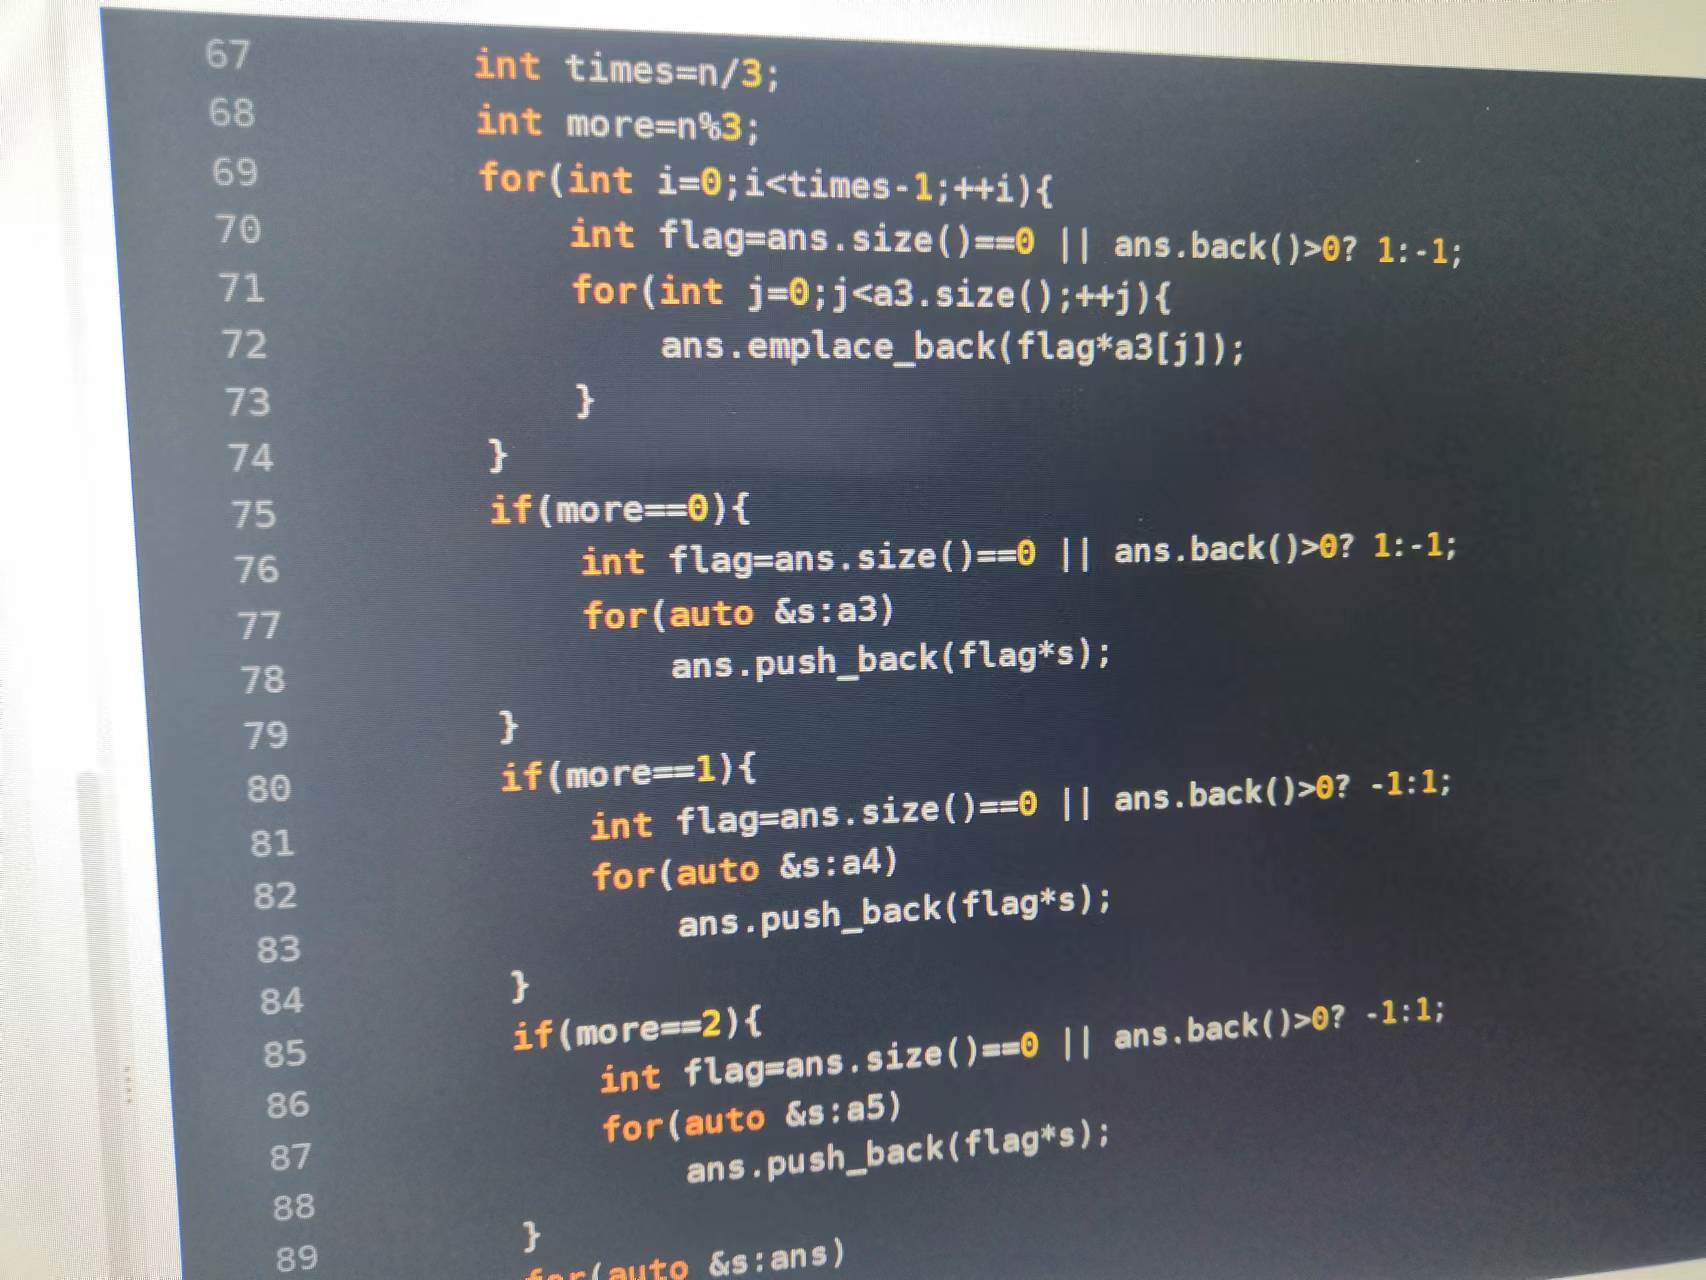 67 int times=n/3;
68 int more=n%3;
69 for(int i=0;i<times-1;++i){
70 int flag=ans.size()==0 || ans.back()>0? 1:-1;
71 for(int j=0;j<a3.size();++j){
72 ans.emplace_back(flag*a3[j]);
73 }
74 }
75 if(more==0){
76 int flag=ans.size()==0 || ans.back()>0? 1:-1;
77 for(auto &s:a3)
78 ans.push_back(flag*s);
79 }
80 if(more==1){
81 int flag=ans.size()==0 || ans.back()>0? -1:1;
82 for(auto &s:a4)
83 ans.push_back(flag*s);
84 }
85 if(more==2){
86 int flag=ans.size()==0 || ans.back()>0? -1:1;
87 for(auto &s:a5)
88 ans.push_back(flag*s);
89 }
for(auto &s:ans)